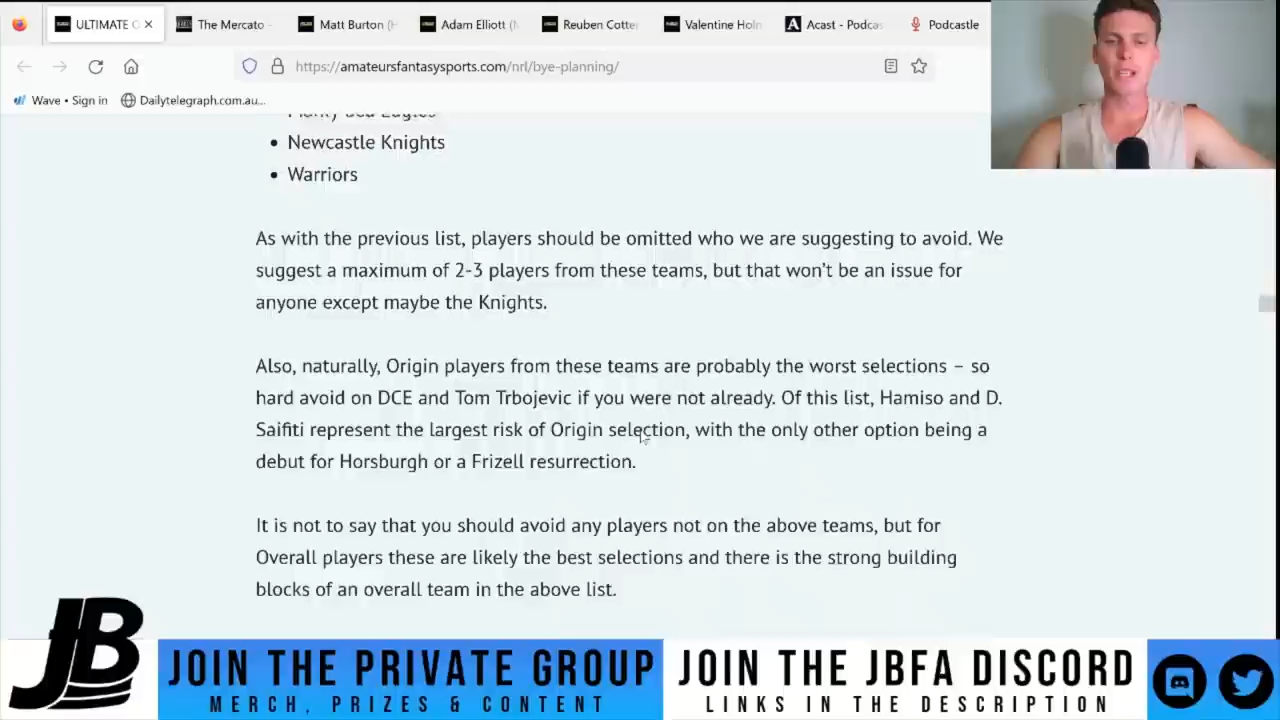 ULTIMATE O
The Mercato
Matt Burton (H
Adam Elliott (N
Reuben Cotter
Valentine Holm
Acast - Podcas
Podcastle
https://amateursfantasysports.com/nrl/bye-planning/
Wave • Sign in
Dailytelegraph.com.au...
Manly Sea Eagles
• Newcastle Knights
• Warriors
As with the previous list, players should be omitted who we are suggesting to avoid. We
suggest a maximum of 2-3 players from these teams, but that won't be an issue for
anyone except maybe the Knights.
Also, naturally, Origin players from these teams are probably the worst selections – so
hard avoid on DCE and Tom Trbojevic if you were not already. Of this list, Hamiso and D.
Saifiti represent the largest risk of Origin selection, with the only other option being a
debut for Horsburgh or a Frizell resurrection.
It is not to say that you should avoid any players not on the above teams, but for
Overall players these are likely the best selections and there is the strong building
blocks of an overall team in the above list.
JB
JOIN THE PRIVATE GROUP
MERCH, PRIZES & CONTENT
JOIN THE JBFA DISCORD
LINKS IN THE DESCRIPTION